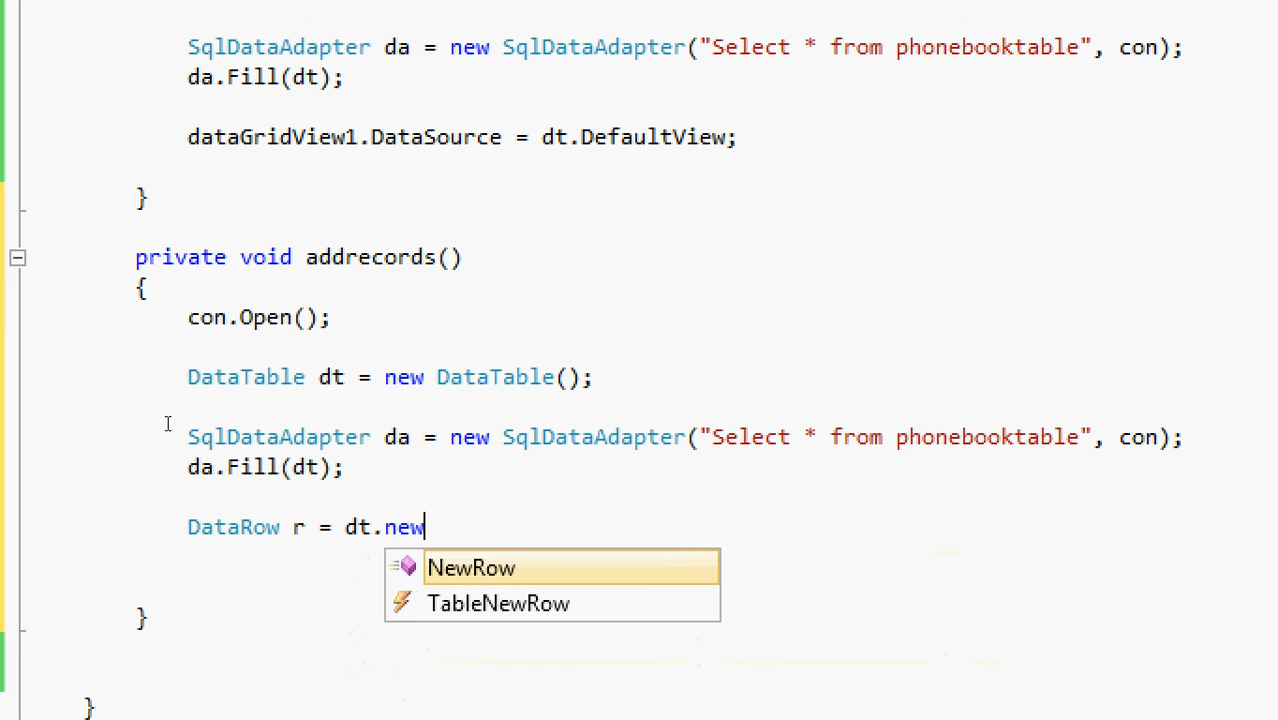 SqlDataAdapter da = new SqlDataAdapter("Select * from phonebooktable", con);
da.Fill(dt);
dataGridView1.DataSource = dt.DefaultView;
}
private void addrecords()
{
con.Open();
DataTable dt = new DataTable();
SqlDataAdapter da = new SqlDataAdapter("Select * from phonebooktable", con);
da.Fill(dt);
DataRow r = dt.new
NewRow
TableNewRow
}
}